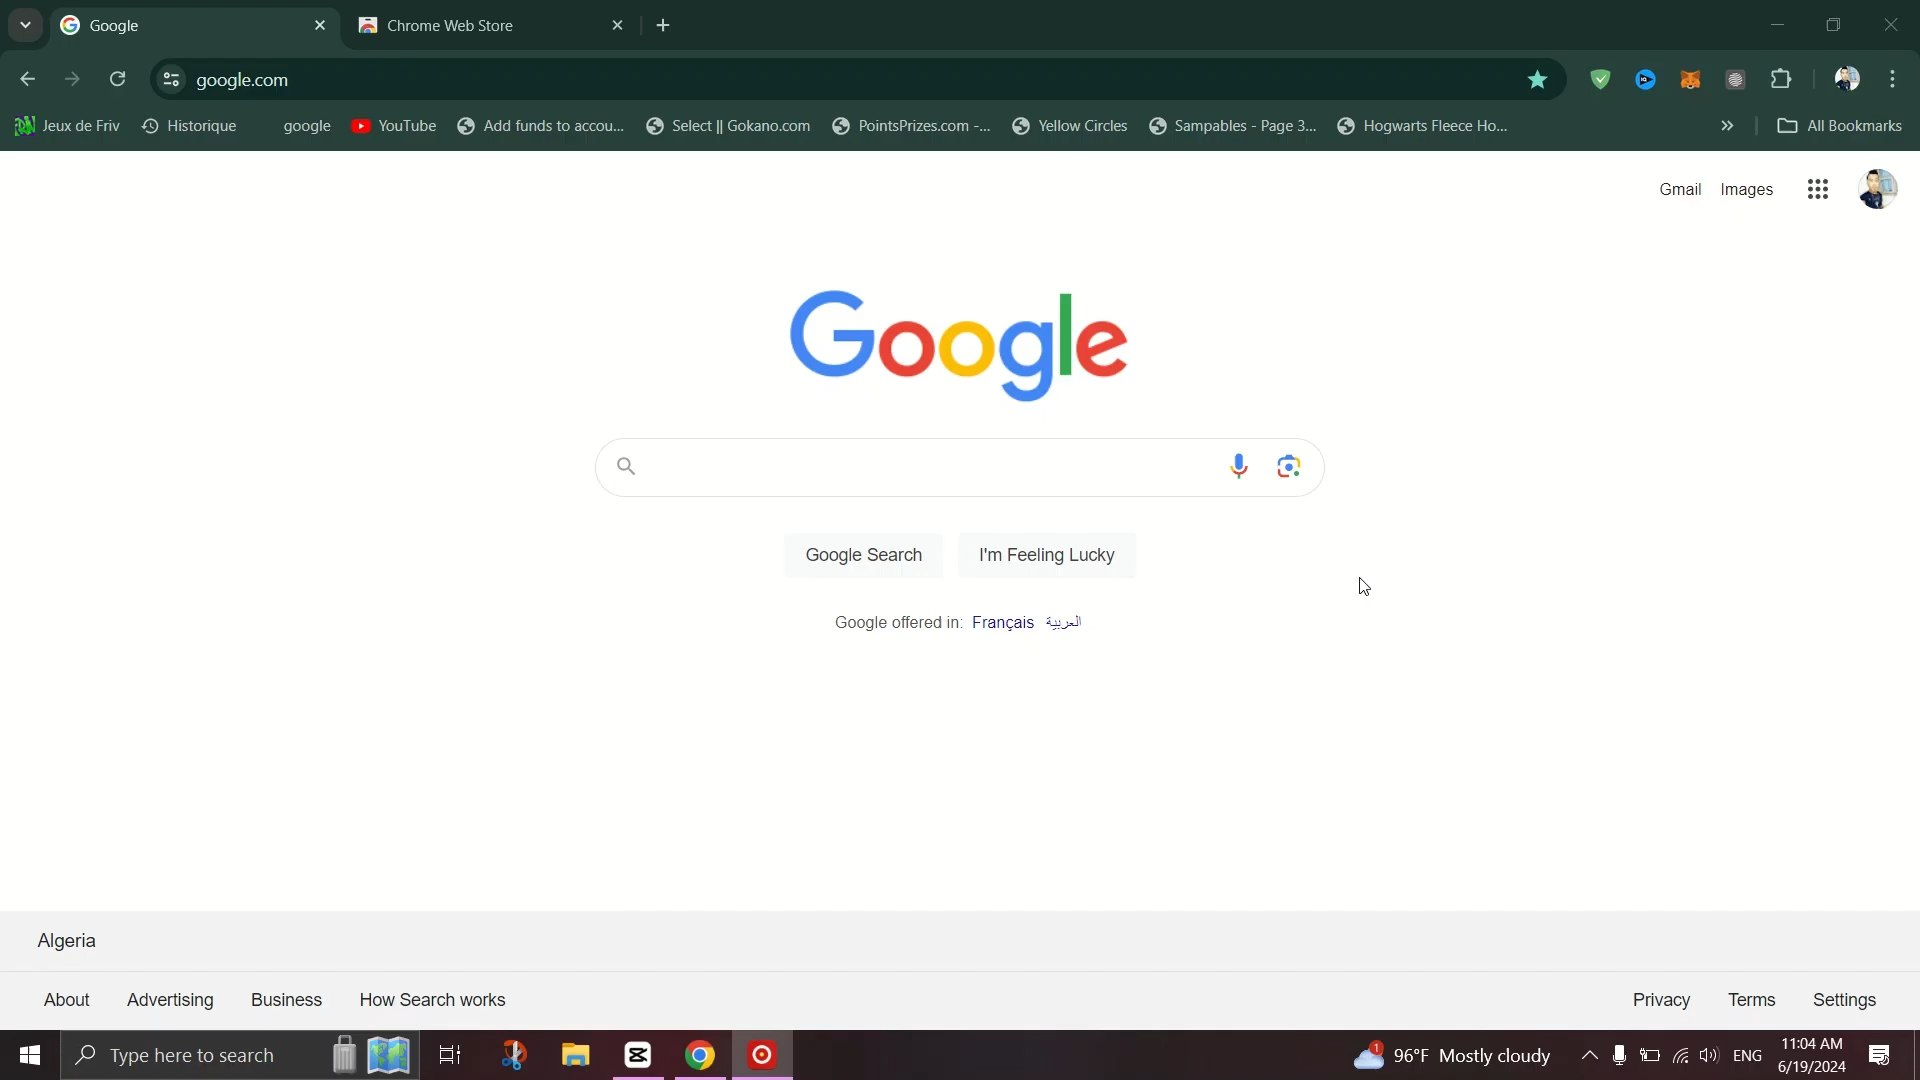 Google
Chrome Web Store
google.com
Jeux de Friv
Historique
google
YouTube
Add funds to accou...
Select || Gokano.com
PointsPrizes.com -...
Yellow Circles
Sampables - Page 3...
Hogwarts Fleece Ho...
All Bookmarks
Gmail
Images
Google
Google Search
I'm Feeling Lucky
Google offered in: Français العربية
Algeria
About
Advertising
Business
How Search works
Privacy
Terms
Settings
Type here to search
1
96°F Mostly cloudy
ENG
11:04 AM
6/19/2024